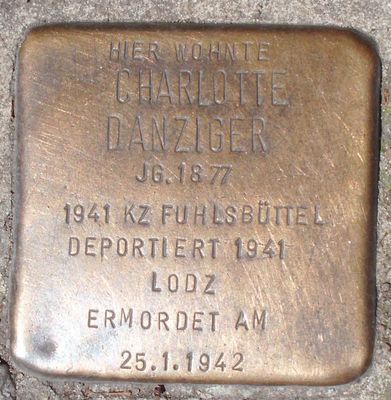 HIER WOHNTE
CHARLOTTE
DANZIGER
JG. 1877
1941 KZ FUHLSBÜTTEL
DEPORTIERT 1941
LODZ
ERMORDET AM
25.1.1942